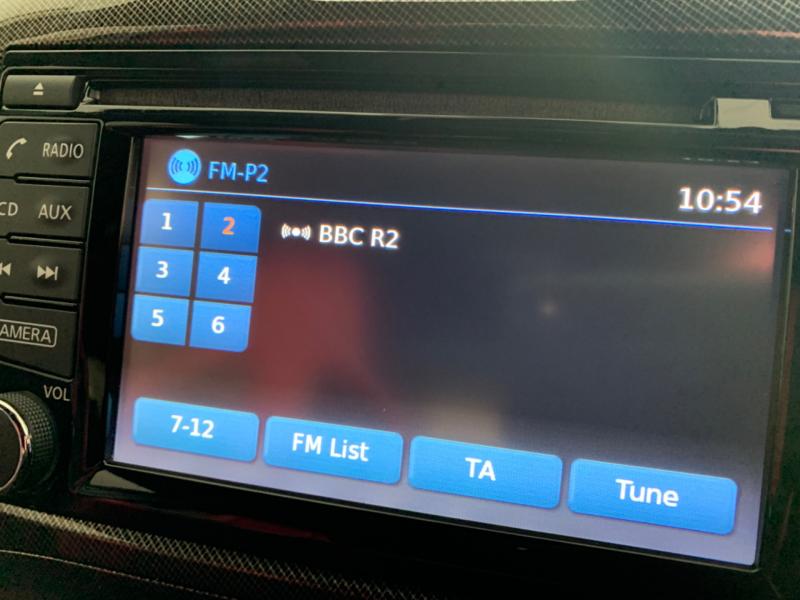 RADIO
CD AUX
CAMERA
VOL
FM-P2
10:54
1 2
BBC R2
3 4
5 6
7-12 FM List TA Tune